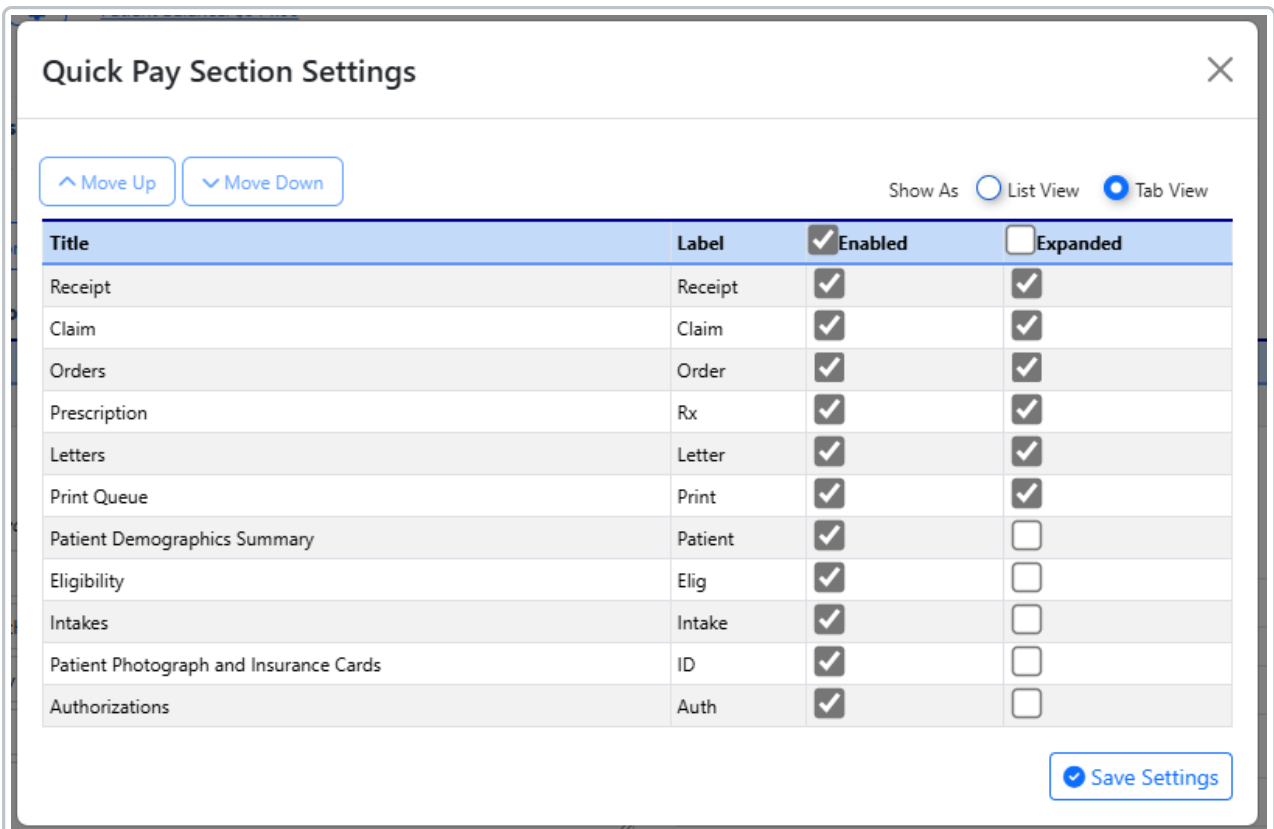 Quick Pay Section Settings
Move Up Move Down Show As List View Tab View
Title Label Enabled Expanded
Receipt Receipt
Claim Claim
Orders Order
Prescription Rx
Letters Letter
Print Queue Print
Patient Demographics Summary Patient
Eligibility Elig
Intakes Intake
Patient Photograph and Insurance Cards ID
Authorizations Auth
Save Settings